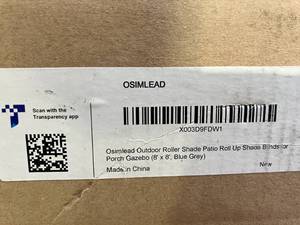 OSIMLEAD
Scan with the
Transparency app
X003D9FDW1
Osimlead Outdoor Roller Shade Patio Roll Up Shade Blinds for
Porch Gazebo (8' x 8', Blue Grey)
New
Made in China